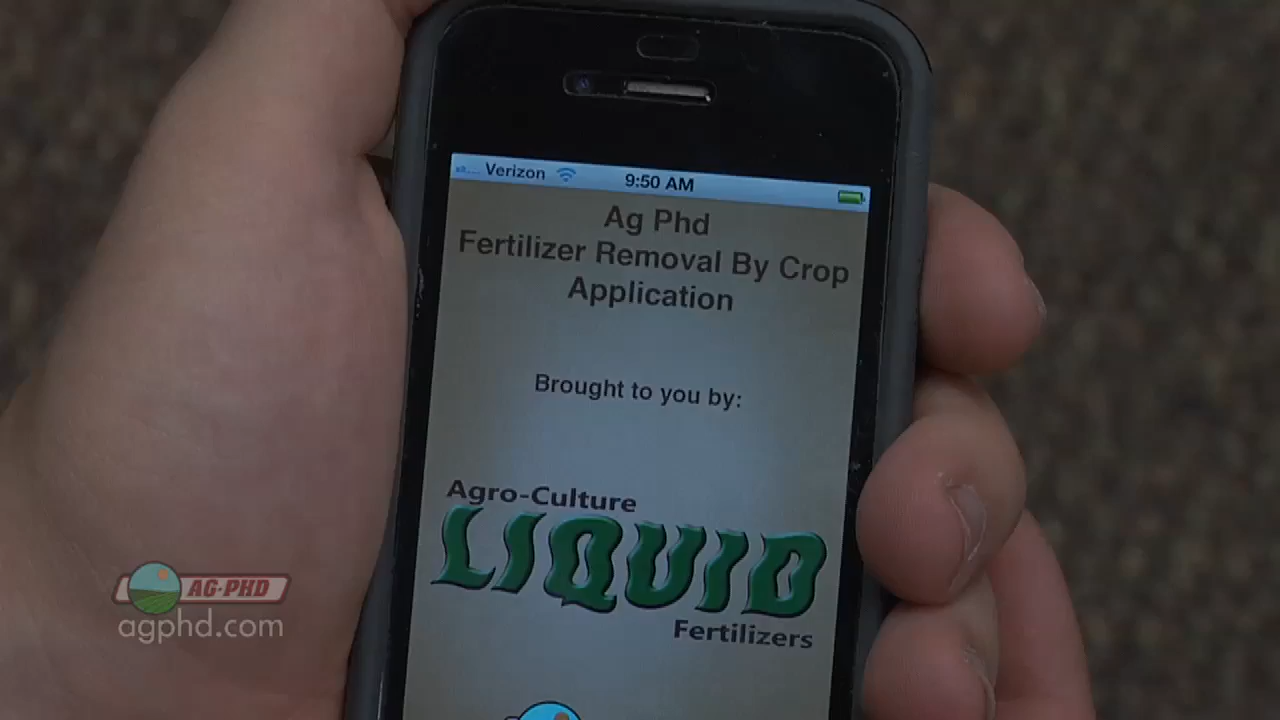 Verizon 9:50 AM
Ag Phd
Fertilizer Removal By Crop
Application
Brought to you by:
Agro-Culture
LIQUID
Fertilizers
AG·PHD
agphd.com